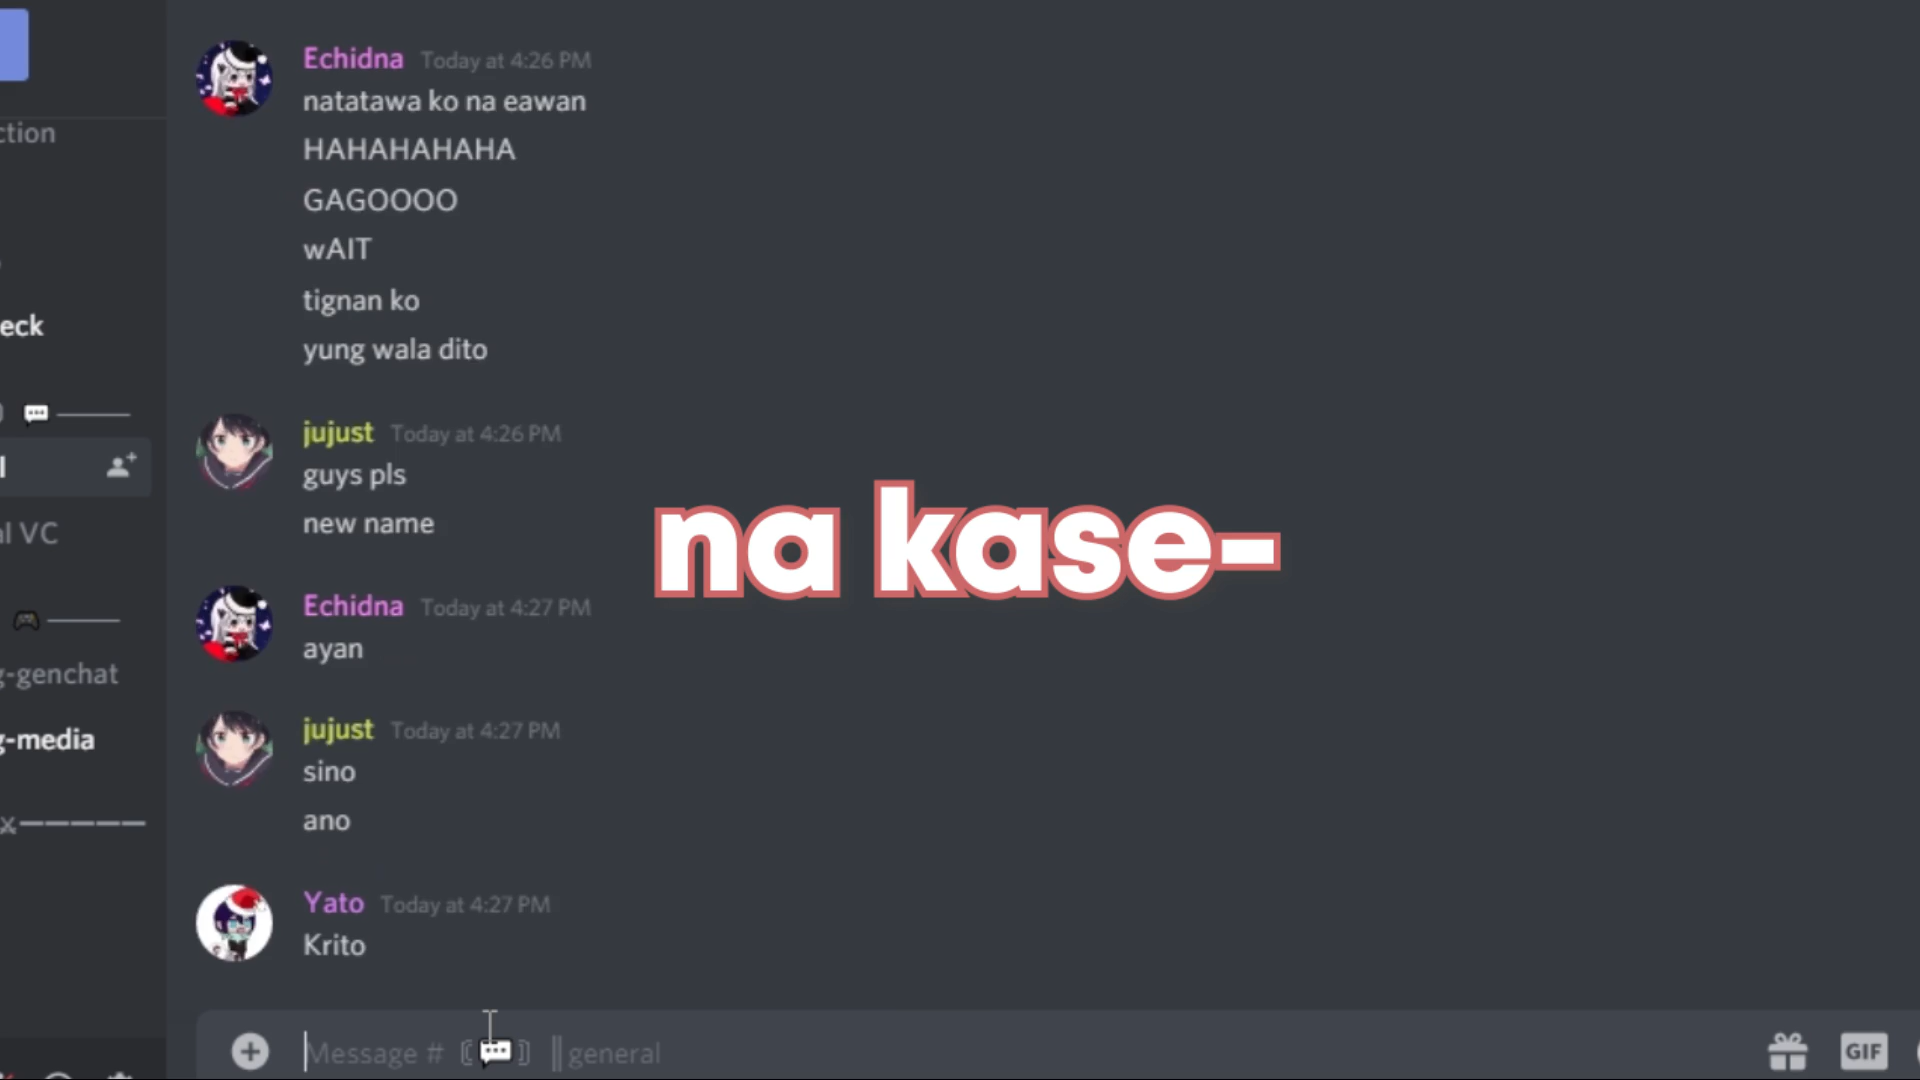 Echidna Today at 4:26 PM
natatawa ko na eawan
HAHAHAHAHA
GAGOOOO
wAIT
tignan ko
yung wala dito
jujust Today at 4:26 PM
guys pls
new name
Echidna Today at 4:27 PM
ayan
jujust Today at 4:27 PM
sino
ano
Yato Today at 4:27 PM
Krito
Message # general
GIF
na kase-
ction
eck
l
al VC
g-genchat
g-media